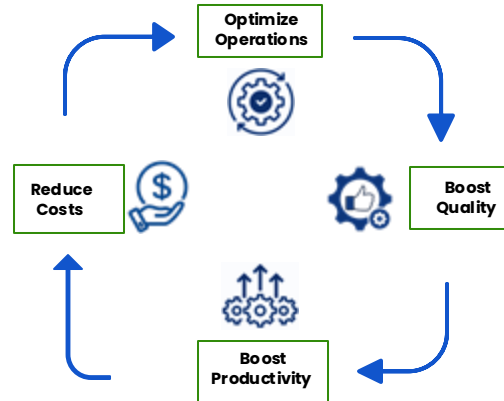 Optimize
Operations
Reduce
Costs
$
Boost
Quality
Boost
Productivity